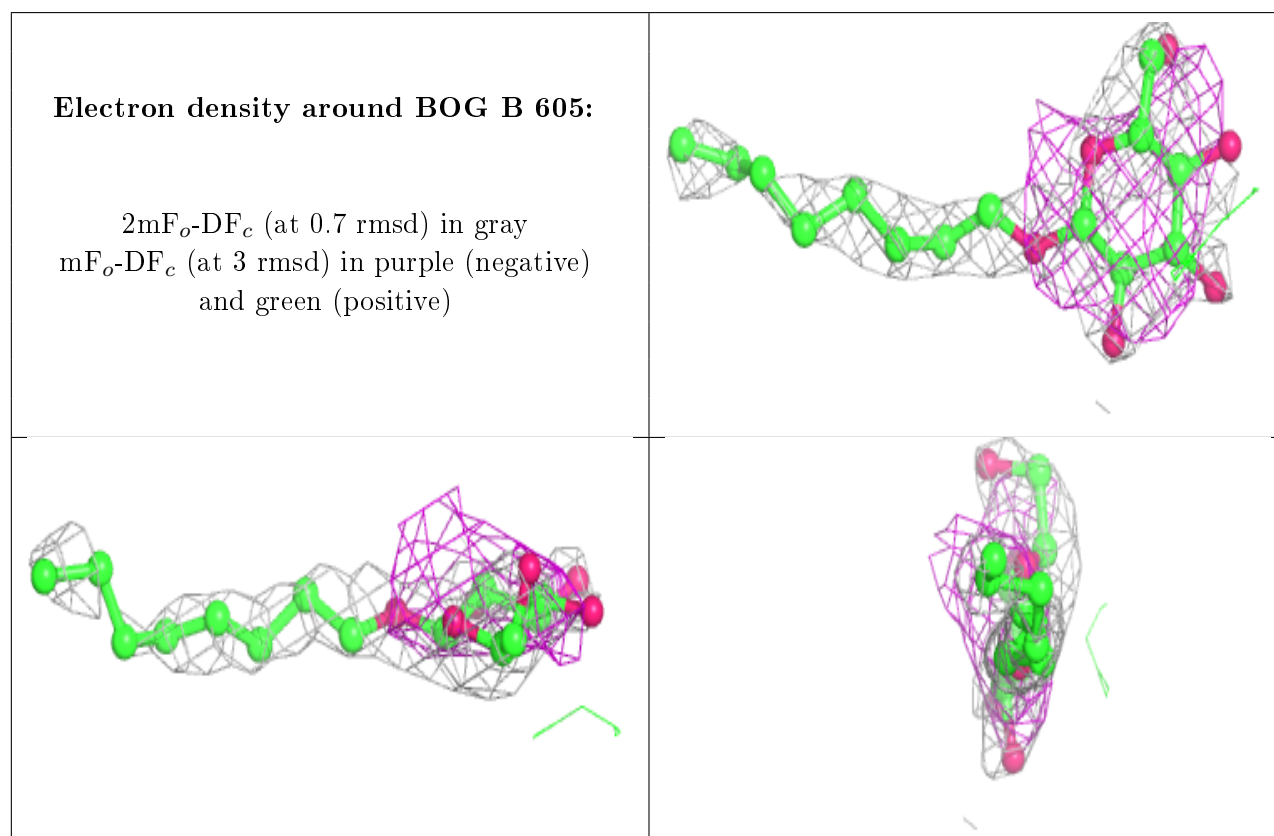 Electron density around BOG B 605:
2mFₒ-DF𝒸 (at 0.7 rmsd) in gray
mFₒ-DF𝒸 (at 3 rmsd) in purple (negative)
and green (positive)